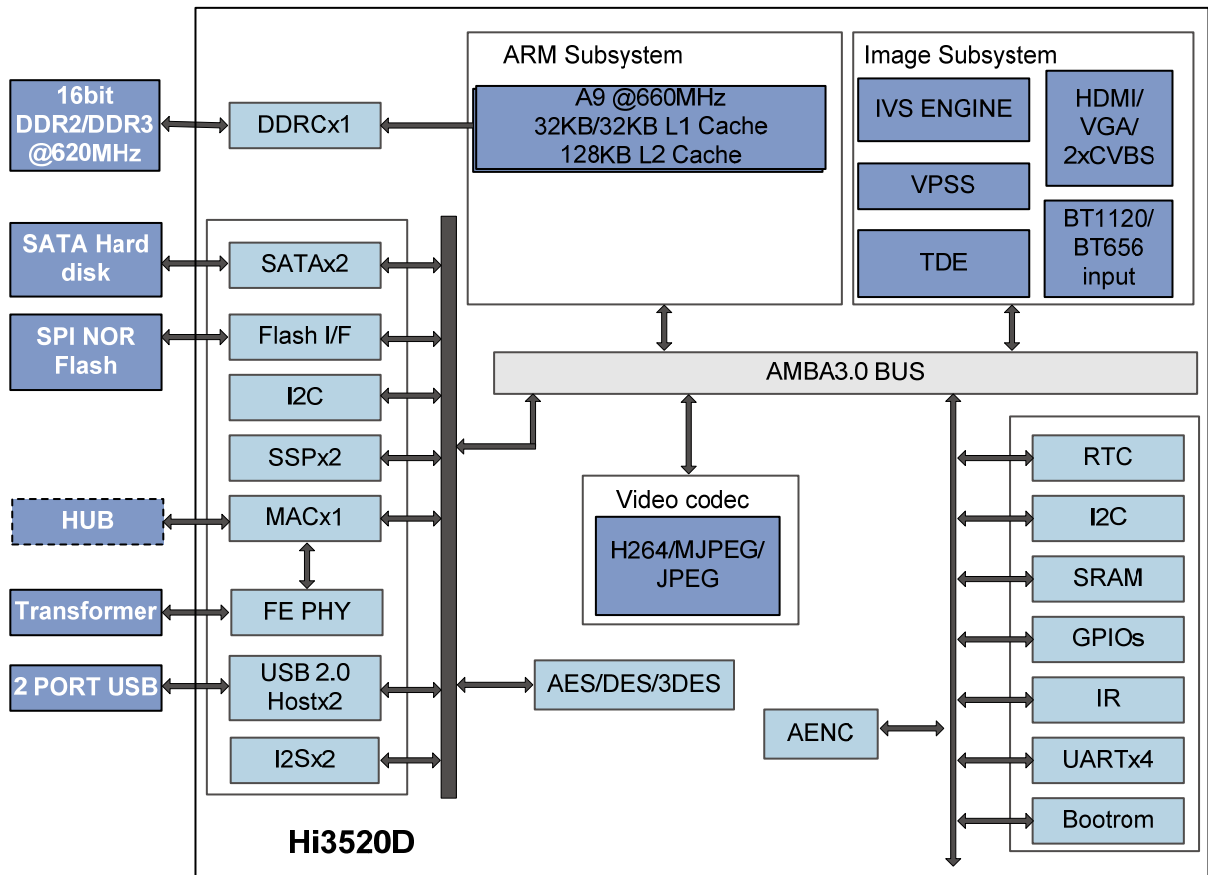 16bit
DDR2/DDR3
@620MHz
SATA Hard
disk
SPI NOR
Flash
HUB
Transformer
2 PORT USB
DDRCx1
SATAx2
Flash I/F
I2C
SSPx2
MACx1
FE PHY
USB 2.0
Hostx2
I2Sx2
Hi3520D
ARM Subsystem
A9 @660MHz
32KB/32KB L1 Cache
128KB L2 Cache
Image Subsystem
IVS ENGINE
VPSS
TDE
HDMI/
VGA/
2xCVBS
BT1120/
BT656
input
AMBA3.0 BUS
Video codec
H264/MJPEG/
JPEG
AES/DES/3DES
AENC
RTC
I2C
SRAM
GPIOs
IR
UARTx4
Bootrom